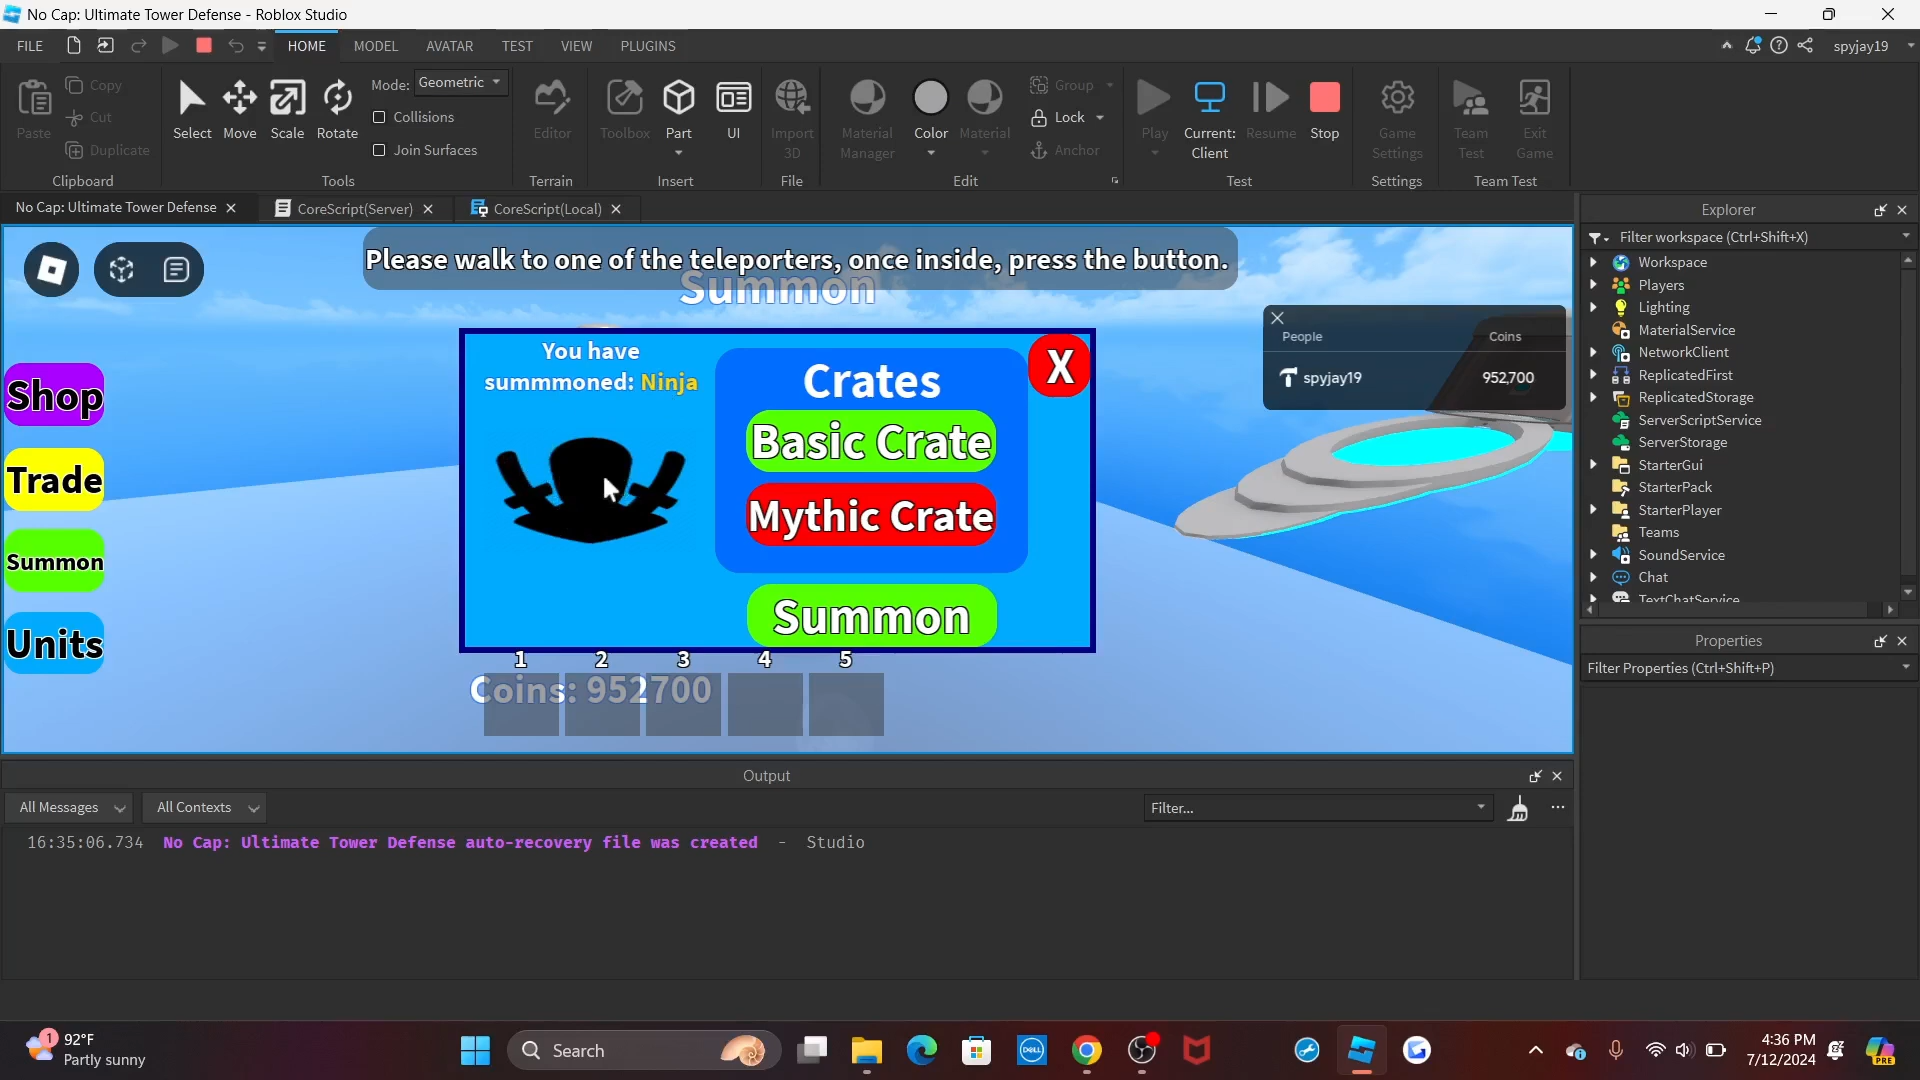 No Cap: Ultimate Tower Defense - Roblox Studio
FILE
HOME
MODEL
AVATAR
TEST
VIEW
PLUGINS
spyjay19
Paste
Copy
Cut
Duplicate
Clipboard
Select
Move
Scale
Rotate
Mode: Geometric
Collisions
Join Surfaces
Tools
Editor
Terrain
Toolbox
Part
UI
Insert
Import
3D
File
Material
Manager
Color
Material
Group
Lock
Anchor
Edit
Play
Current:
Client
Resume
Stop
Test
Game
Settings
Settings
Team
Test
Exit
Game
Team Test
No Cap: Ultimate Tower Defense
CoreScript(Server)
CoreScript(Local)
Please walk to one of the teleporters, once inside, press the button.
Summon
Shop
Trade
Summon
Units
You have
summmoned: Ninja
Crates
X
Basic Crate
Mythic Crate
Summon
1 2 3 4 5
Coins: 952700
People Coins
spyjay19 952,700
Explorer
Filter workspace (Ctrl+Shift+X)
Workspace
Players
Lighting
MaterialService
NetworkClient
ReplicatedFirst
ReplicatedStorage
ServerScriptService
ServerStorage
StarterGui
StarterPack
StarterPlayer
Teams
SoundService
Chat
TextChatService
Properties
Filter Properties (Ctrl+Shift+P)
Output
All Messages
All Contexts
Filter...
16:35:06.734 No Cap: Ultimate Tower Defense auto-recovery file was created - Studio
1
92°F
Partly sunny
Search
DELL
4:36 PM
7/12/2024
PRE